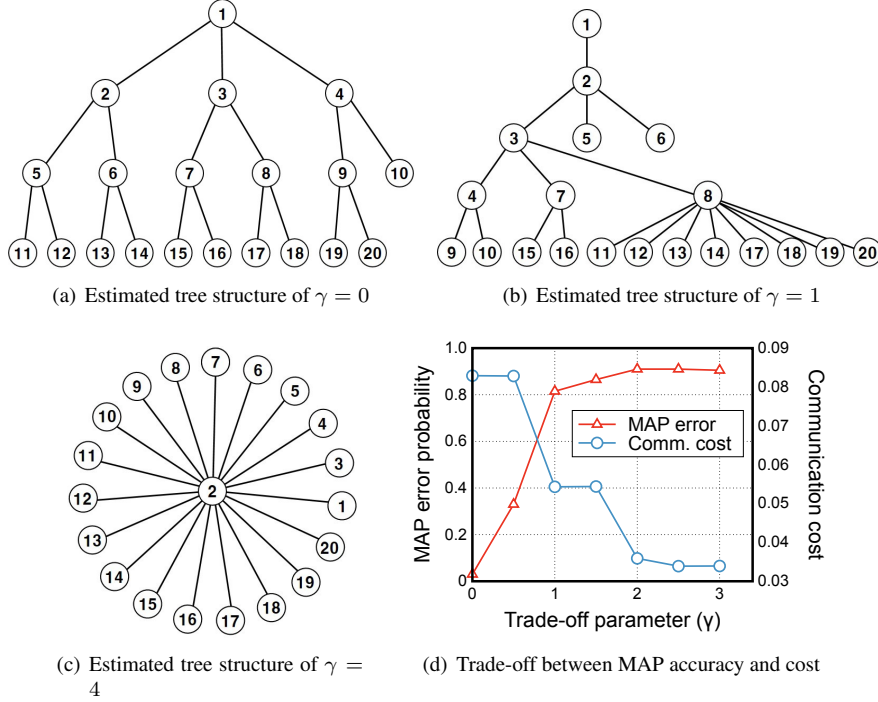 1
2 3 4
5 6 7 8 9 10
11 12 13 14 15 16 17 18 19 20
(a) Estimated tree structure of γ = 0
1
2
3 5 6
4 7 8
9 10 15 16 11 12 13 14 17 18 19 20
(b) Estimated tree structure of γ = 1
7
8 6
9 5
10 4
11 3
2
12 1
13 20
14 19
15 18
16 17
(c) Estimated tree structure of γ =
4
1.0 0.09
0.8 0.08
0.07
0.6
0.06
0.4
0.05
0.2
0.04
0 0.03
MAP error probability
Communication cost
MAP error
Comm. cost
0 1 2 3
Trade-off parameter (γ)
(d) Trade-off between MAP accuracy and cost